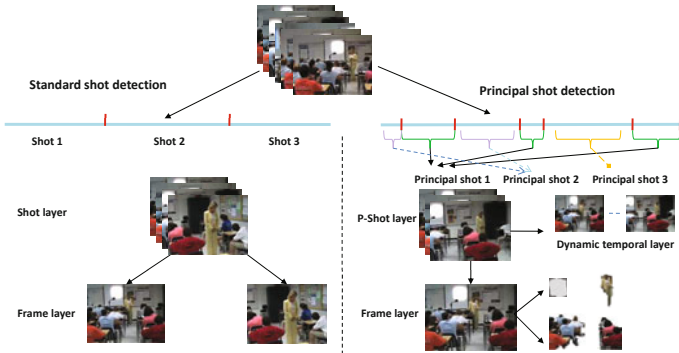 Standard shot detection
Principal shot detection
Shot 1
Shot 2
Shot 3
Principal shot 1
Principal shot 2
Principal shot 3
Shot layer
P-Shot layer
Dynamic temporal layer
Frame layer
Frame layer